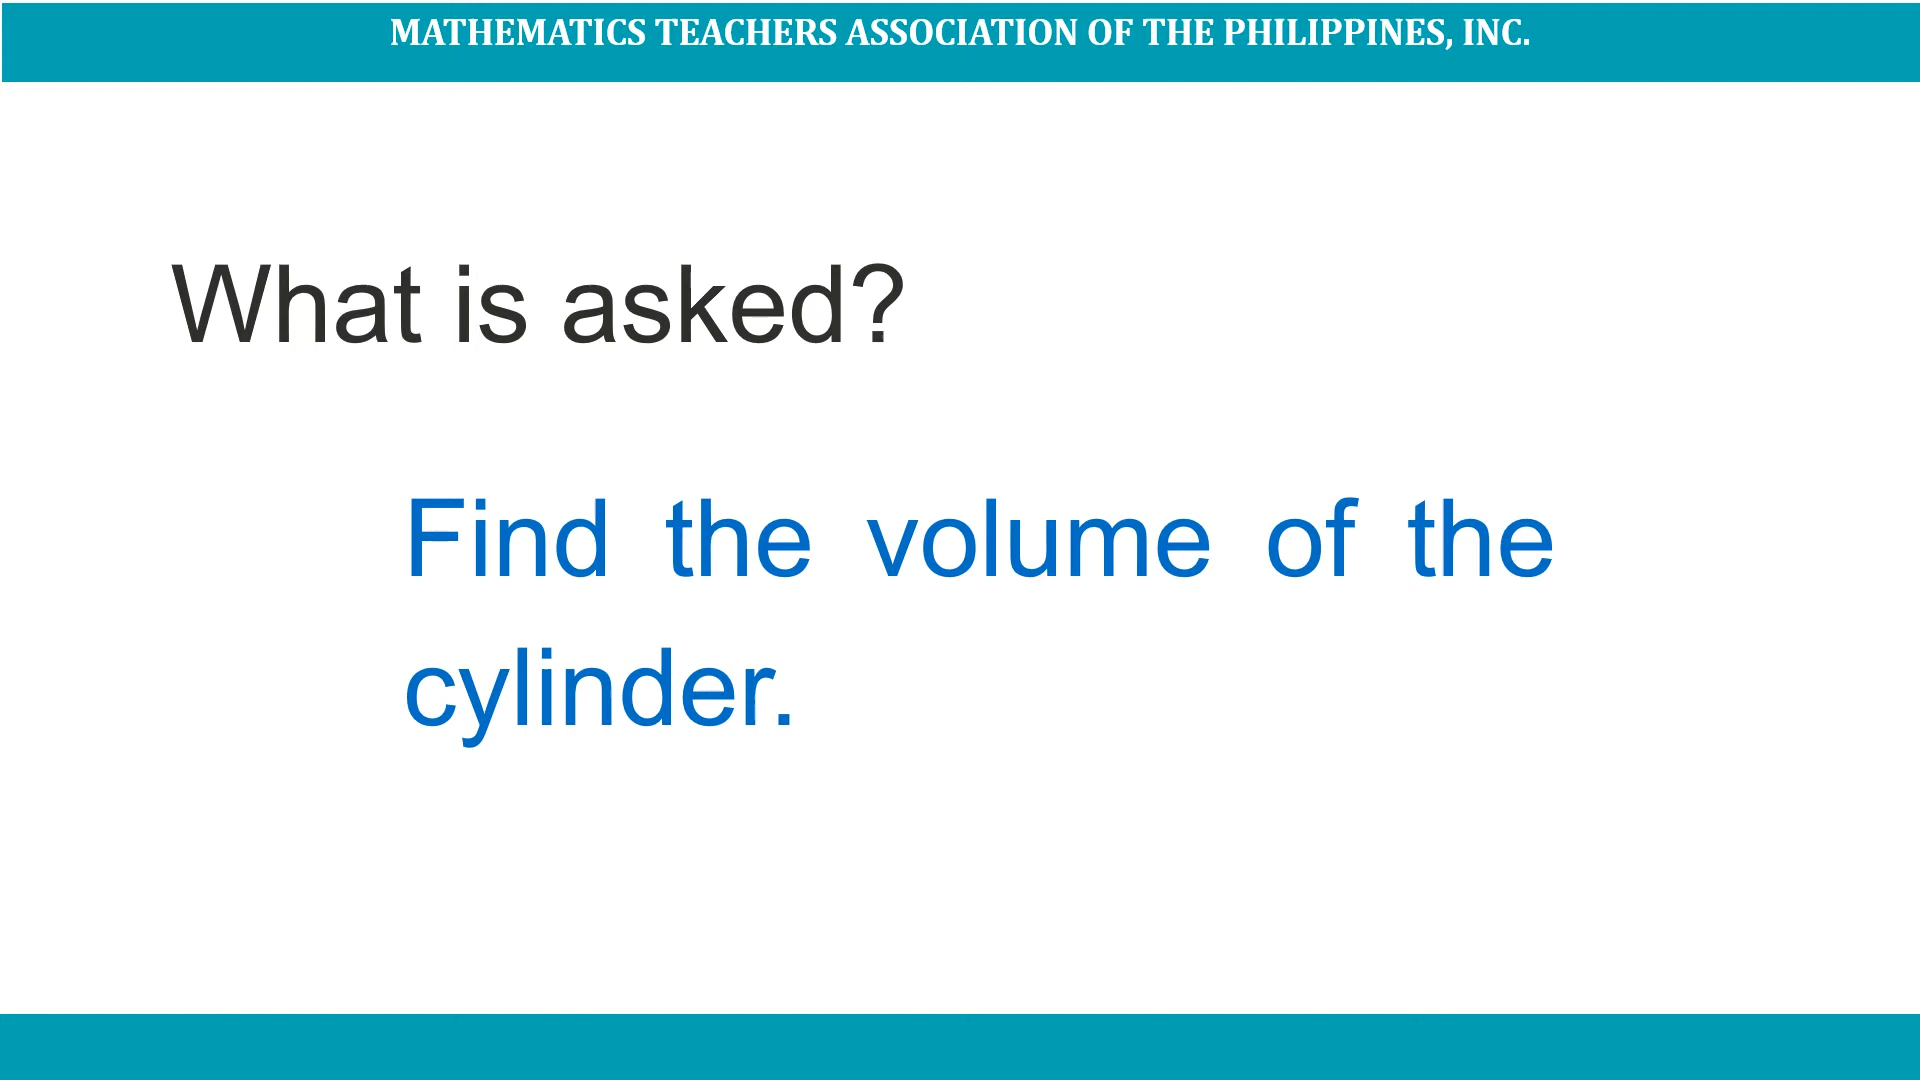 MATHEMATICS TEACHERS ASSOCIATION OF THE PHILIPPINES, INC.
What is asked?
Find the volume of the
cylinder.